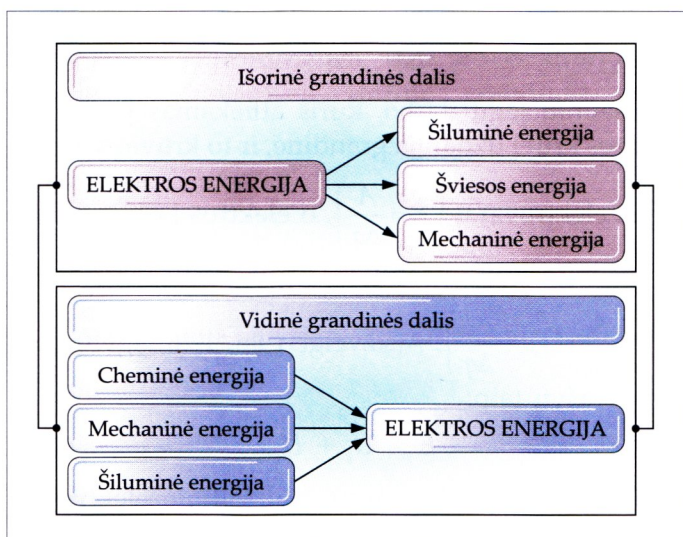 Išorinė grandinės dalis
ELEKTROS ENERGIJA
Šiluminė energija
Šviesos energija
Mechaninė energija
Vidinė grandinės dalis
Cheminė energija
Mechaninė energija
Šiluminė energija
ELEKTROS ENERGIJA